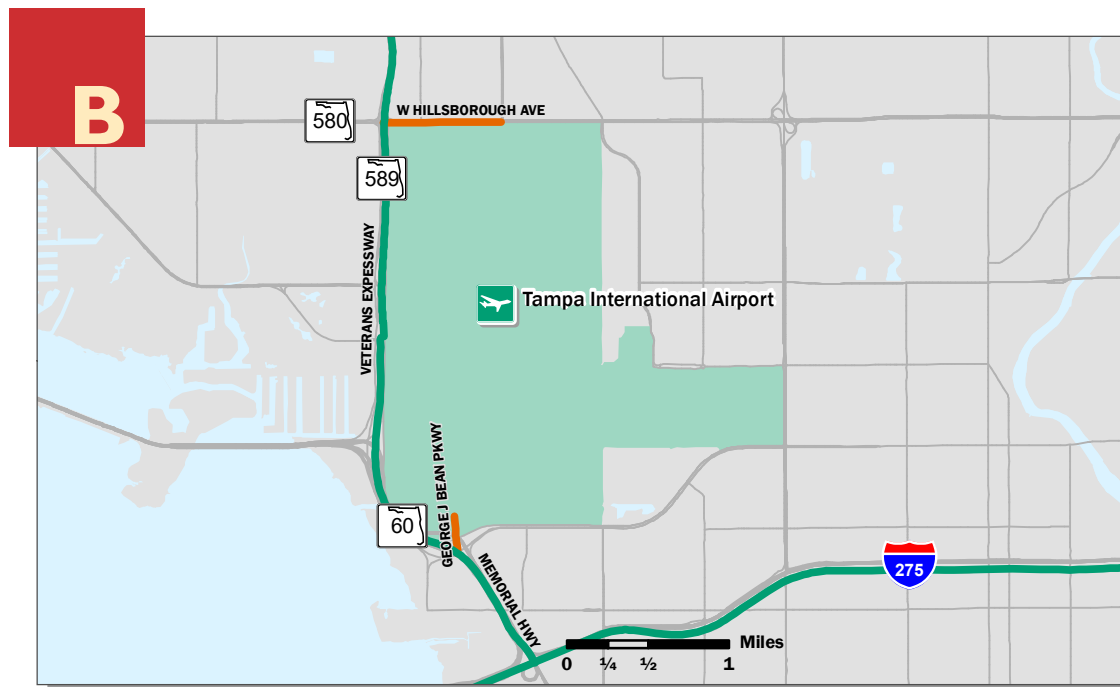 B
W HILLSBOROUGH AVE
580
589
VETERANS EXPESSWAY
Tampa International Airport
GEORGE J BEAN PKWY
60
MEMORIAL HWY
275
Miles
0 ¼ ½ 1